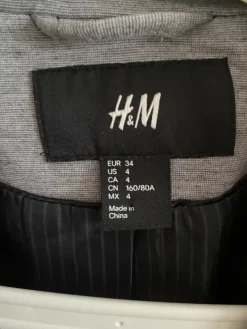 H&M
EUR 34
US 4
CA 4
CN 160/80A
MX 4
Made in
China